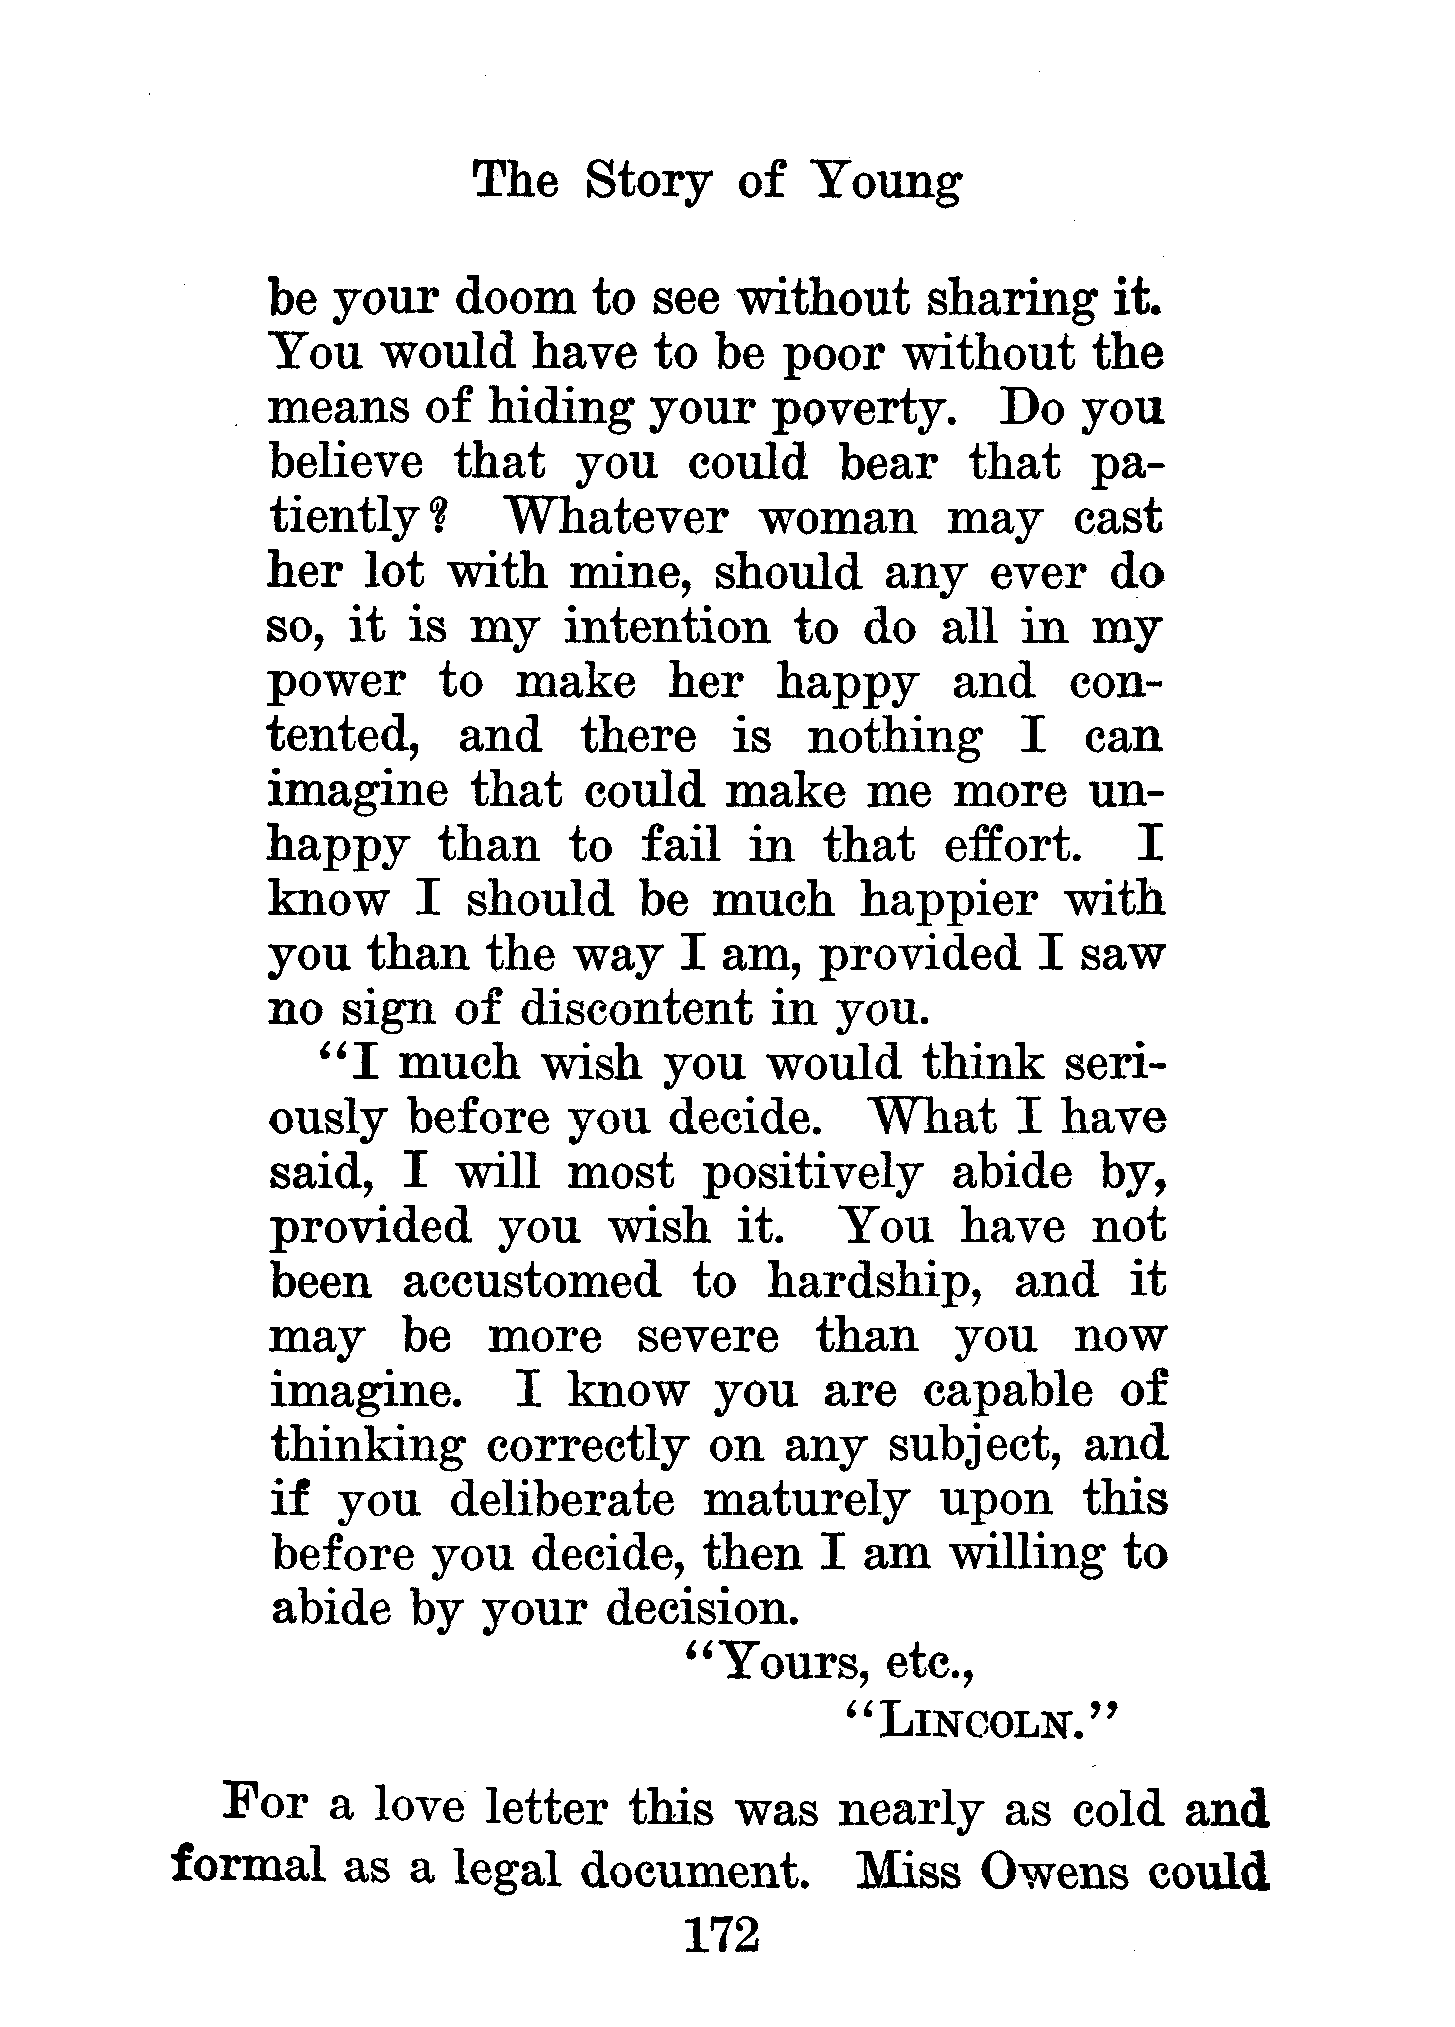 The Story of Young
be your doom to see without sharing it.
You would have to be poor without the
means of hiding your poverty. Do you
believe that you could bear that pa-
tiently? Whatever woman may cast
her lot with mine, should any ever do
so, it is my intention to do all in my
power to make her happy and con-
tented, and there is nothing I can
imagine that could make me more un-
happy than to fail in that effort. I
know I should be much happier with
you than the way I am, provided I saw
no sign of discontent in you.
"I much wish you would think seri-
ously before you decide. What I have
said, I will most positively abide by,
provided you wish it. You have not
been accustomed to hardship, and it
may be more severe than you now
imagine. I know you are capable of
thinking correctly on any subject, and
if you deliberate maturely upon this
before you decide, then I am willing to
abide by your decision.
"Yours, etc.,
"LINCOLN."
For a love letter this was nearly as cold and
formal as a legal document. Miss Owens could
172